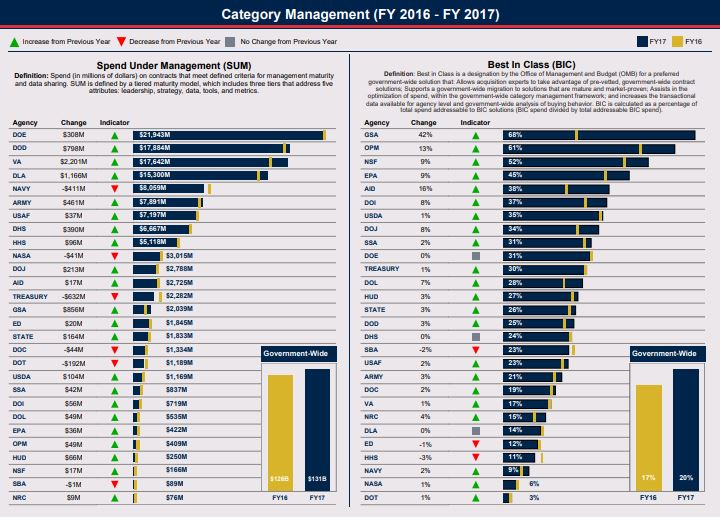 Category Management (FY 2016 - FY 2017)
Increase from Previous Year Decrease from Previous Year No Change from Previous Year FY17 FY16
Spend Under Management (SUM)
Definition: Spend (in millions of dollars) on contracts that meet defined criteria for management maturity
and data sharing. SUM is defined by a tiered maturity model, which includes three tiers that address five
attributes: leadership, strategy, data, tools, and metrics.
Agency Change Indicator
DOE $308M $21,943M
DOD $798M $17,884M
VA $2,201M $17,642M
DLA $1,166M $15,300M
NAVY -$411M $8,059M
ARMY $461M $7,891M
USAF $37M $7,197M
DHS $390M $6,667M
HHS $96M $5,118M
NASA -$41M $3,015M
DOJ $213M $2,788M
AID $17M $2,725M
TREASURY -$632M $2,282M
GSA $856M $2,039M
ED $20M $1,845M
STATE $164M $1,833M
DOC -$44M $1,334M
DOT -$192M $1,189M
USDA $104M $1,169M
SSA $42M $837M
DOI $56M $719M
DOL $49M $535M
EPA $36M $422M
OPM $49M $409M
HUD $66M $250M
NSF $17M $166M
SBA -$1M $89M
NRC $9M $76M
Government-Wide
$126B $131B
FY16 FY17
Best In Class (BIC)
Definition: Best in Class is a designation by the Office of Management and Budget (OMB) for a preferred
government-wide solution that: Allows acquisition experts to take advantage of pre-vetted, government-wide contract
solutions; Supports a government-wide migration to solutions that are mature and market-proven; Assists in the
optimization of spend, within the government-wide category management framework; and increases the transactional
data available for agency level and government-wide analysis of buying behavior. BIC is calculated as a percentage of
total spend addressable to BIC solutions (BIC spend divided by total addressable BIC spend).
Agency Change Indicator
GSA 42% 68%
OPM 13% 61%
NSF 9% 52%
EPA 9% 45%
AID 16% 38%
DOI 8% 37%
USDA 1% 35%
DOJ 8% 34%
SSA 2% 31%
DOE 0% 31%
TREASURY 1% 30%
DOL 7% 28%
HUD 3% 27%
STATE 3% 26%
DOD 3% 25%
DHS 0% 24%
SBA -2% 23%
USAF 2% 23%
ARMY 3% 21%
DOC 2% 19%
VA 1% 17%
NRC 4% 15%
DLA 0% 14%
ED -1% 12%
HHS -3% 11%
NAVY 2% 9%
NASA 1% 6%
DOT 1% 3%
Government-Wide
17% 20%
FY16 FY17